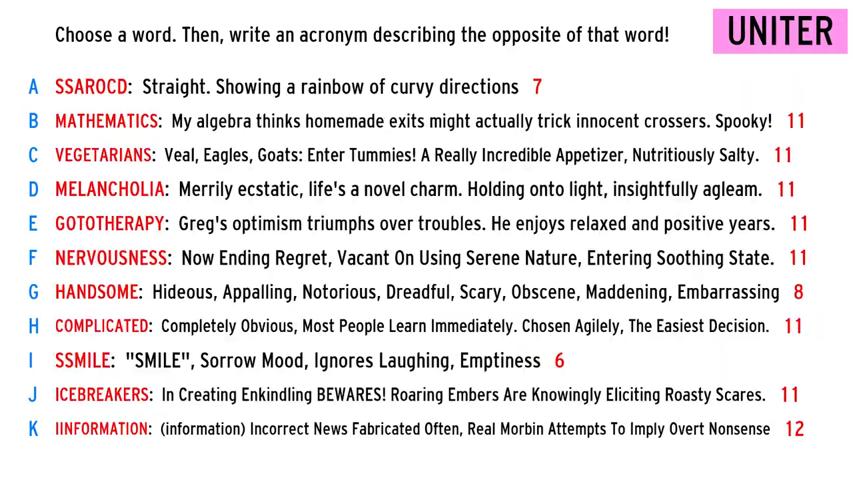 Choose a word. Then, write an acronym describing the opposite of that word! UNITER
A SSAROCD: Straight. Showing a rainbow of curvy directions 7
B MATHEMATICS: My algebra thinks homemade exits might actually trick innocent crossers. Spooky! 11
C VEGETARIANS: Veal, Eagles, Goats: Enter Tummies! A Really Incredible Appetizer, Nutritiously Salty. 11
D MELANCHOLIA: Merrily ecstatic, life's a novel charm. Holding onto light, insightfully agleam. 11
E GOTOTHERAPY: Greg's optimism triumphs over troubles. He enjoys relaxed and positive years. 11
F NERVOUSNESS: Now Ending Regret, Vacant On Using Serene Nature, Entering Soothing State. 11
G HANDSOME: Hideous, Appalling, Notorious, Dreadful, Scary, Obscene, Maddening, Embarrassing 8
H COMPLICATED: Completely Obvious, Most People Learn Immediately. Chosen Agilely, The Easiest Decision. 11
I SSMILE: "SMILE", Sorrow Mood, Ignores Laughing, Emptiness 6
J ICEBREAKERS: In Creating Enkindling BEWARES! Roaring Embers Are Knowingly Eliciting Roasty Scares. 11
K IINFORMATION: (information) Incorrect News Fabricated Often, Real Morbin Attempts To Imply Overt Nonsense 12